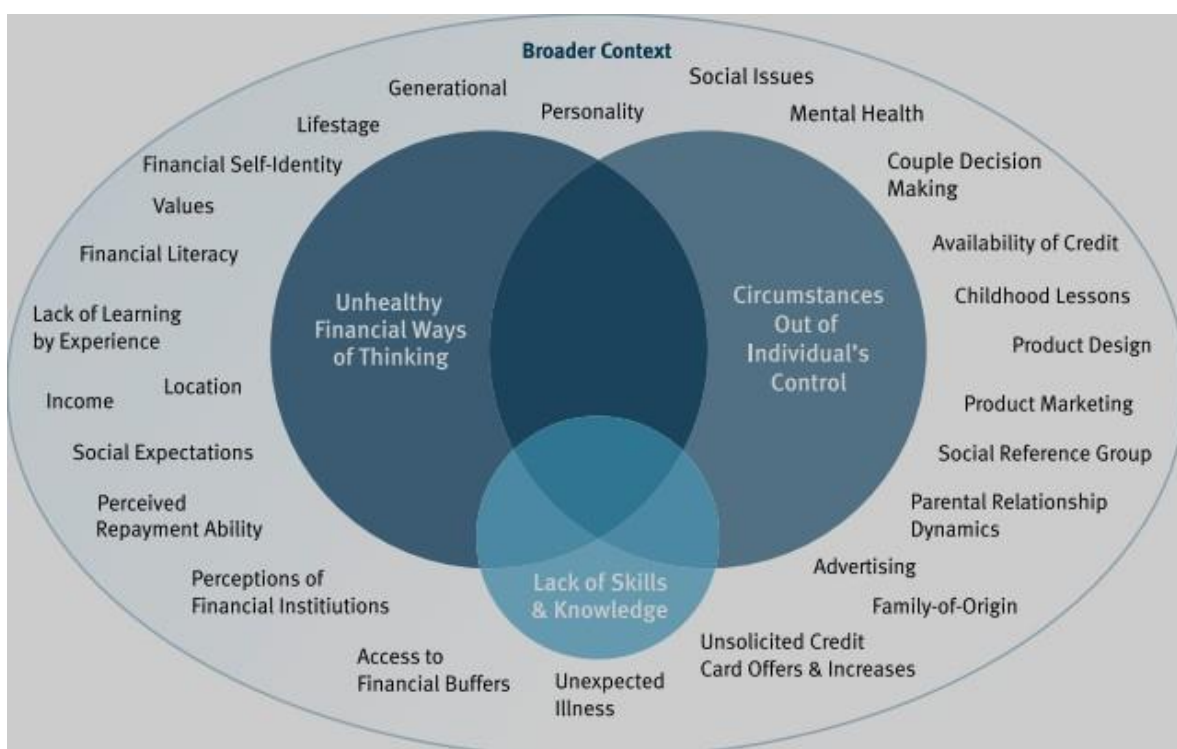 Broader Context
Generational
Personality
Social Issues
Lifestage
Mental Health
Financial Self-Identity
Couple Decision
Making
Values
Financial Literacy
Availability of Credit
Unhealthy
Financial Ways
of Thinking
Circumstances
Out of
Individual's
Control
Childhood Lessons
Lack of Learning
by Experience
Product Design
Location
Income
Product Marketing
Social Expectations
Social Reference Group
Perceived
Repayment Ability
Parental Relationship
Dynamics
Advertising
Perceptions of
Financial Instiitutions
Lack of Skills
& Knowledge
Family-of-Origin
Access to
Financial Buffers
Unexpected
Illness
Unsolicited Credit
Card Offers & Increases